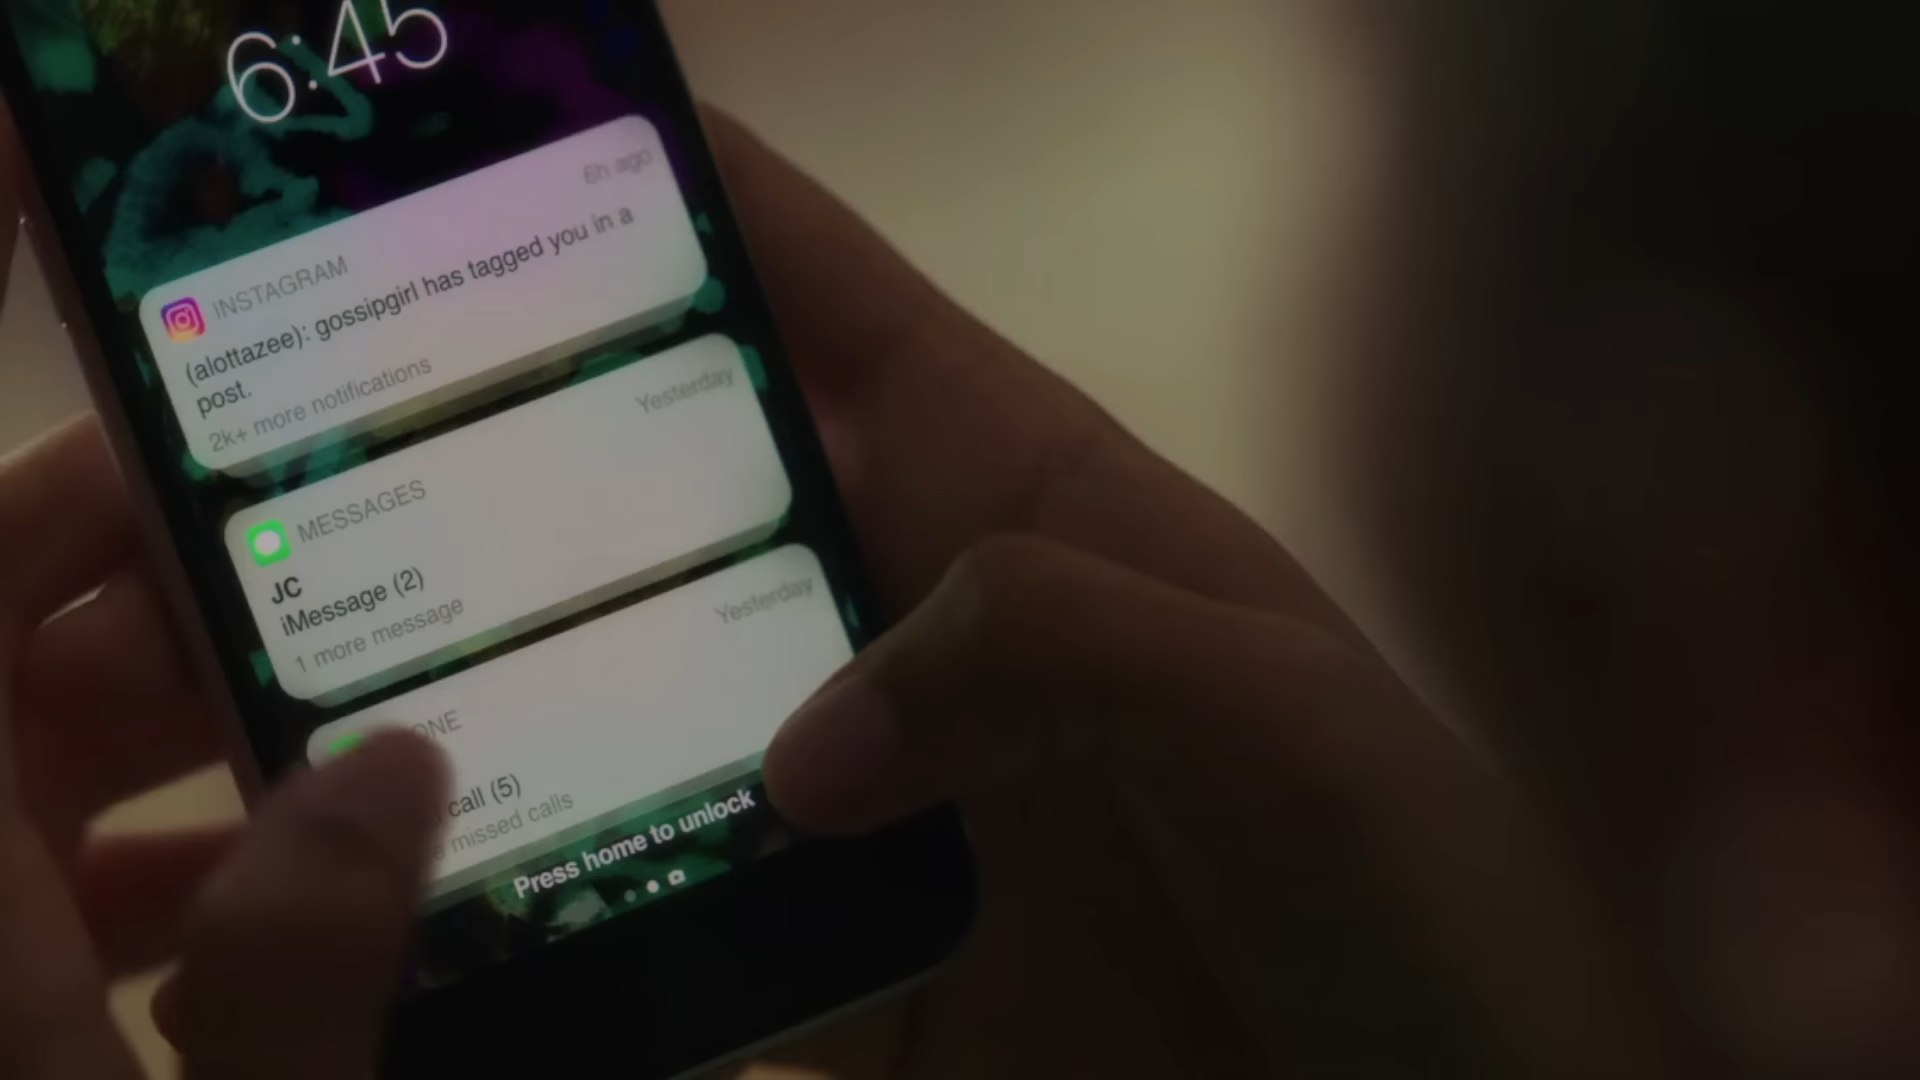 6:45
INSTAGRAM
6h ago
(alottazee): gossipgirl has tagged you in a
post.
2k+ more notifications
MESSAGES
Yesterday
JC
iMessage (2)
1 more message
Yesterday
call (5)
missed calls
Press home to unlock